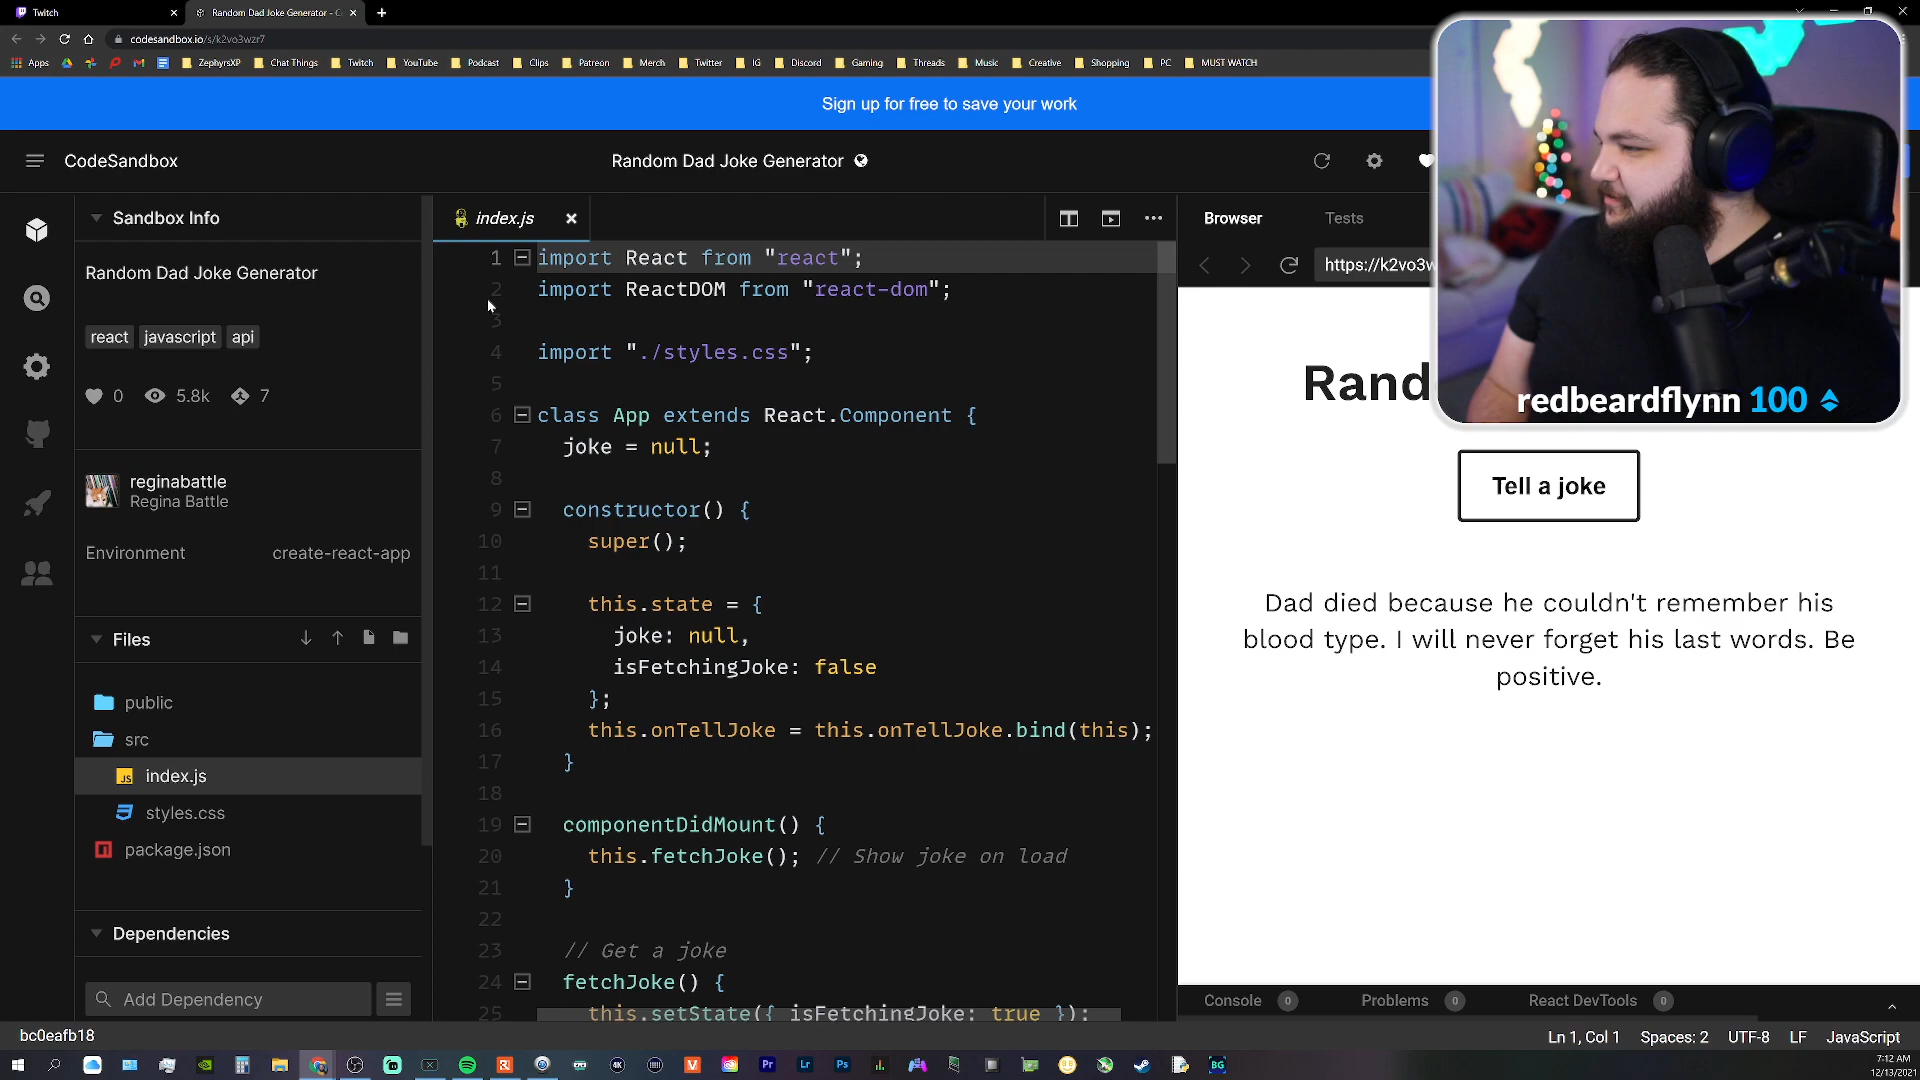 Twitch
Random Dad Joke Generator - C
codesandbox.io/s/k2vo3wzr7
Apps ZephyrsXP Chat Things Twitch YouTube Podcast Clips Patreon Merch Twitter IG Discord Gaming Threads Music Creative Shopping PC MUST WATCH
Sign up for free to save your work
CodeSandbox
Random Dad Joke Generator
Sandbox Info
Random Dad Joke Generator
react javascript api
0 5.8k 7
reginabattle
Regina Battle
Environment create-react-app
Files
public
src
index.js
styles.css
package.json
Dependencies
Add Dependency
bc0eafb18
index.js
1 import React from "react";
2 import ReactDOM from "react-dom";
3
4 import "./styles.css";
5
6 class App extends React.Component {
7 joke = null;
8
9 constructor() {
10 super();
11
12 this.state = {
13 joke: null,
14 isFetchingJoke: false
15 };
16 this.onTellJoke = this.onTellJoke.bind(this);
17 }
18
19 componentDidMount() {
20 this.fetchJoke(); // Show joke on load
21 }
22
23 // Get a joke
24 fetchJoke() {
25 this.setState({ isFetchingJoke: true });
Browser Tests
https://k2vo3w
Rand
redbeardflynn 100
Tell a joke
Dad died because he couldn't remember his
blood type. I will never forget his last words. Be
positive.
Console 0 Problems 0 React DevTools 0
Ln 1, Col 1 Spaces: 2 UTF-8 LF JavaScript
7:12 AM
12/13/2021